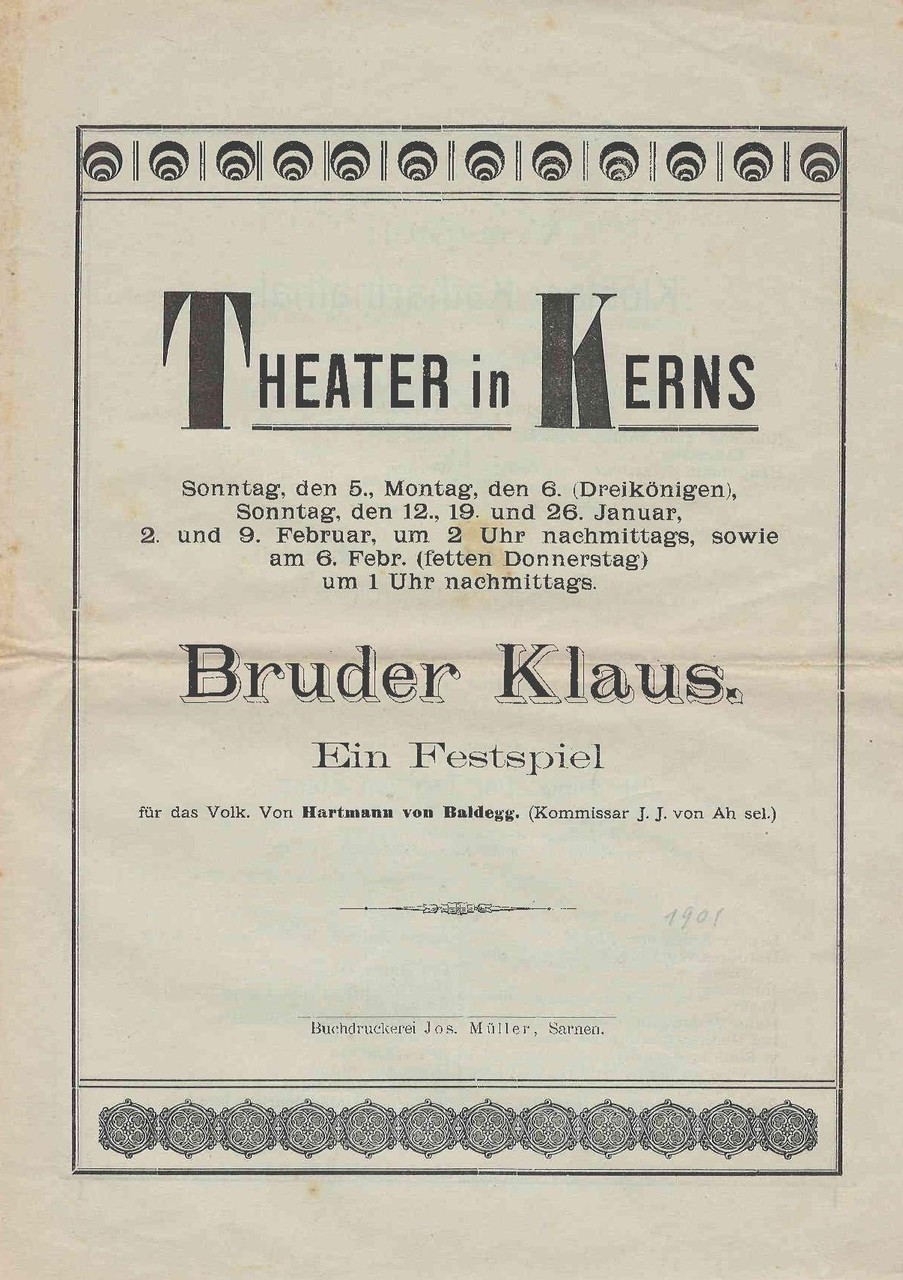 THEATER in KERNS
Sonntag, den 5., Montag, den 6. (Dreikönigen),
Sonntag, den 12., 19. und 26. Januar,
2. und 9. Februar, um 2 Uhr nachmittags, sowie
am 6. Febr. (fetten Donnerstag)
um 1 Uhr nachmittags.
Bruder Klaus.
Ein Festspiel
für das Volk. Von Hartmann von Baldegg. (Kommissar J. J. von Ah sel.)
1901
Buchdruckerei Jos. Müller, Sarnen.